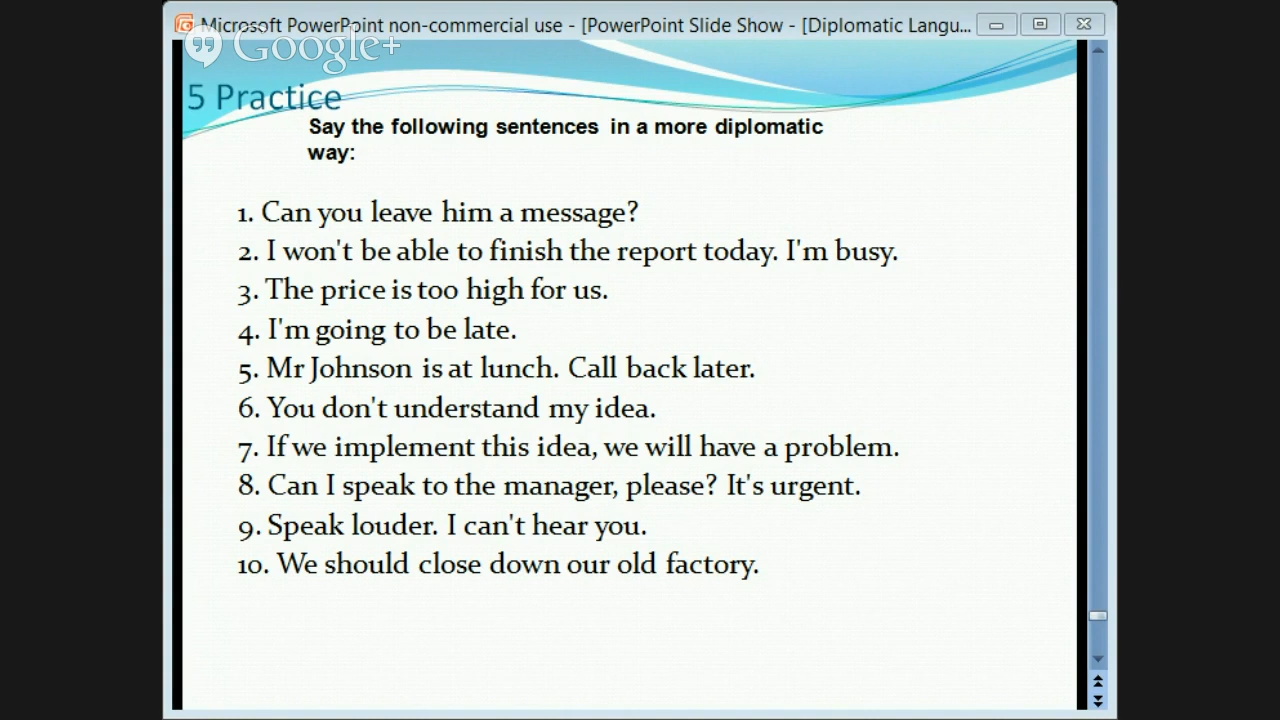 Microsoft PowerPoint non-commercial use - [PowerPoint Slide Show - [Diplomatic Langu...
Google+
5 Practice
Say the following sentences in a more diplomatic
way:
1. Can you leave him a message?
2. I won't be able to finish the report today. I'm busy.
3. The price is too high for us.
4. I'm going to be late.
5. Mr Johnson is at lunch. Call back later.
6. You don't understand my idea.
7. If we implement this idea, we will have a problem.
8. Can I speak to the manager, please? It's urgent.
9. Speak louder. I can't hear you.
10. We should close down our old factory.